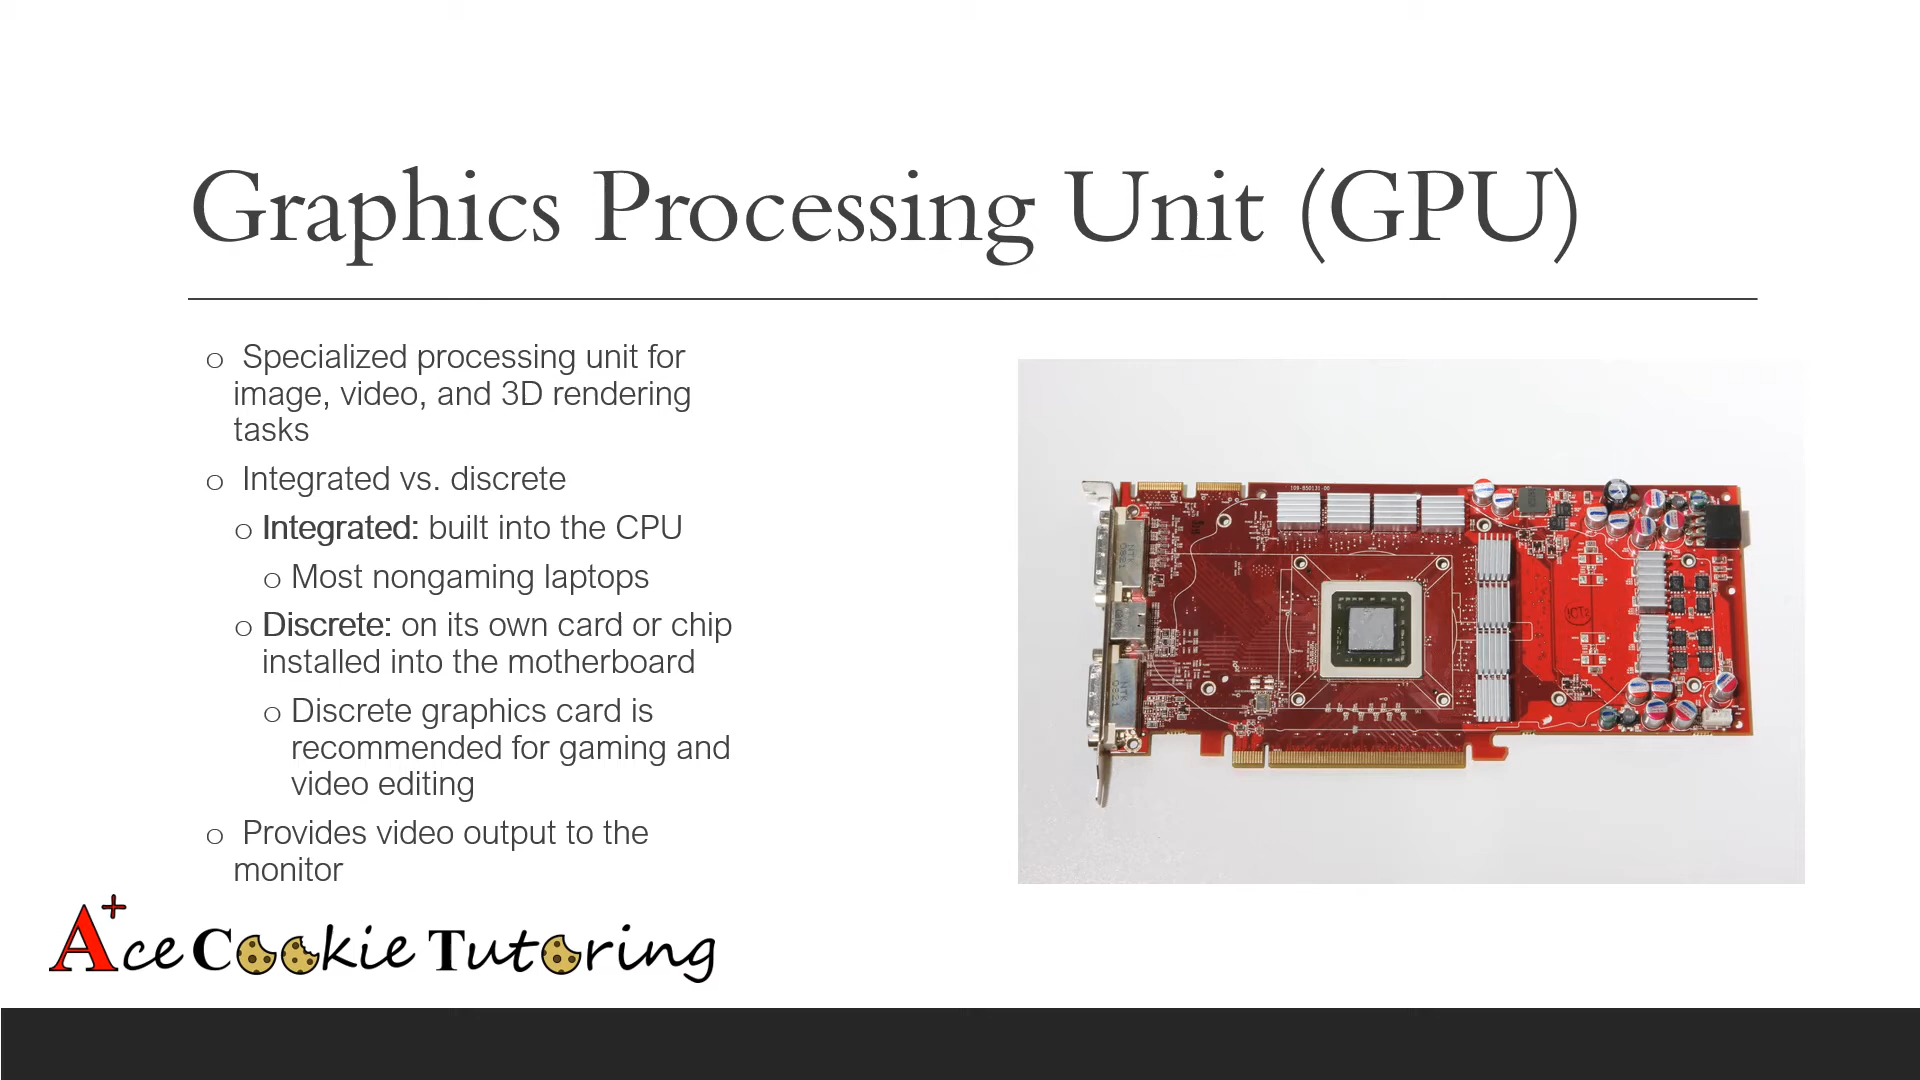 Graphics Processing Unit (GPU)
o Specialized processing unit for
image, video, and 3D rendering
tasks
o Integrated vs. discrete
o Integrated: built into the CPU
o Most nongaming laptops
o Discrete: on its own card or chip
installed into the motherboard
o Discrete graphics card is
recommended for gaming and
video editing
o Provides video output to the
monitor
A+ce Cookie Tutoring